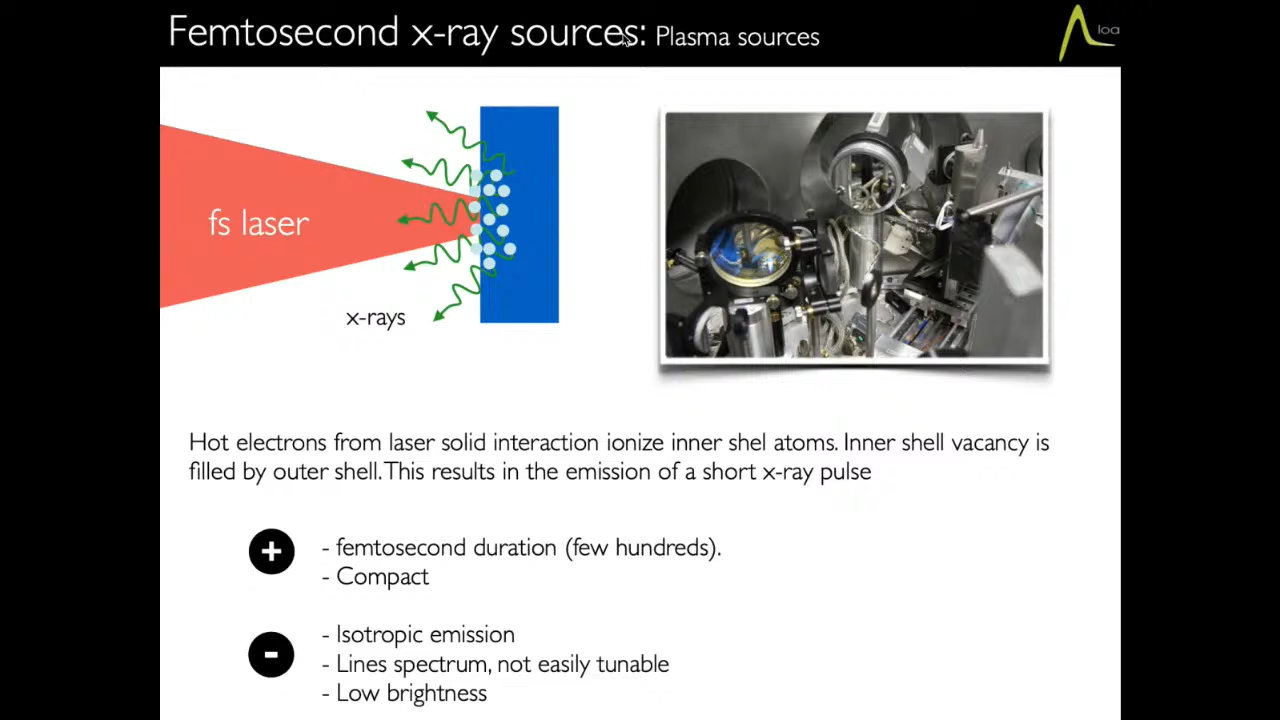 Femtosecond x-ray sources: Plasma sources
loa
fs laser
x-rays
Hot electrons from laser solid interaction ionize inner shel atoms. Inner shell vacancy is
filled by outer shell. This results in the emission of a short x-ray pulse
+
- femtosecond duration (few hundreds).
- Compact
-
- Isotropic emission
- Lines spectrum, not easily tunable
- Low brightness